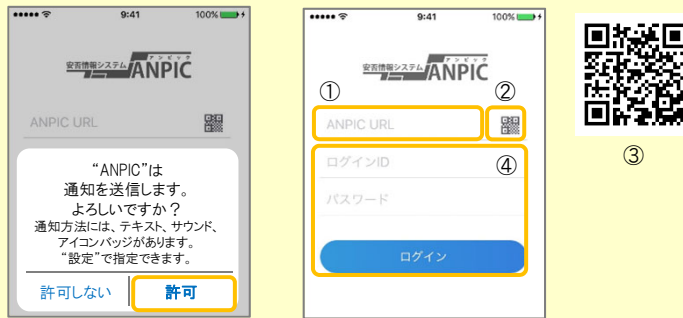 9:41
100%
安否情報システム アンピック
ANPIC
ANPIC URL
“ANPIC”は
通知を送信します。
よろしいですか？
通知方法には、テキスト、サウンド、
アイコンバッジがあります。
“設定”で指定できます。
許可しない 許可
9:41
100%
安否情報システム アンピック
ANPIC
① ②
ANPIC URL
ログインID ④
パスワード
ログイン
③